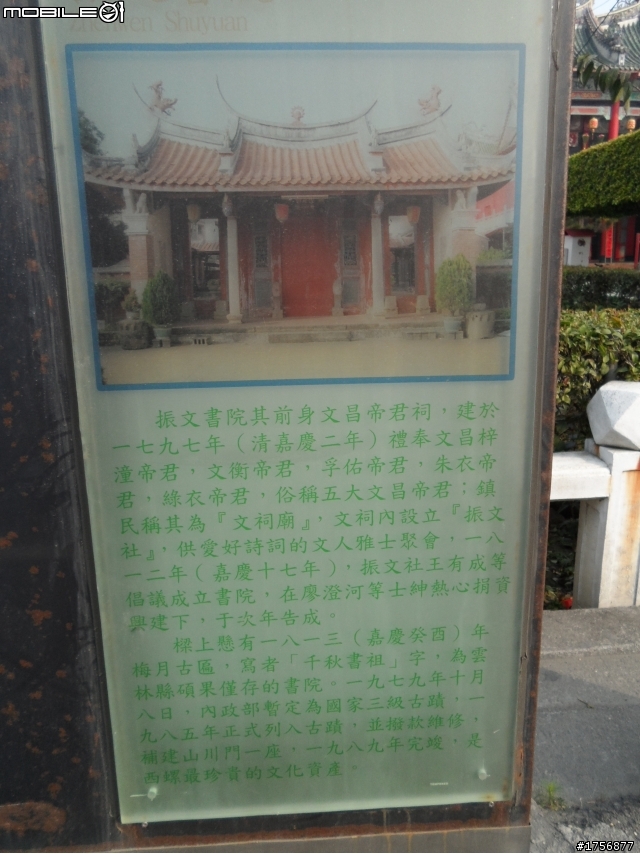 MOBILE01
Zhenwen Shuyuan
振文書院其前身文昌帝君祠，建於
一七九七年（清嘉慶二年）禮奉文昌梓
潼帝君，文衡帝君，孚佑帝君，朱衣帝
君，綠衣帝君，俗稱五大文昌帝君；鎮
民稱其為『文祠廟』，文祠內設立『振文
社』，供愛好詩詞的文人雅士聚會，一八
一二年（嘉慶十七年），振文社王有成等
倡議成立書院，在廖澄河等士紳熱心捐資
興建下，于次年告成。
樑上懸有一八一三（嘉慶癸酉）年
梅月古匾，寫者「千秋書祖」字，為雲
林縣碩果僅存的書院。一九七九年十月
八日，內政部暫定為國家三級古蹟，一
九八五年正式列入古蹟，並撥款維修，
補建山川門一座，一九八九年完竣，是
西螺最珍貴的文化資產。
#1756877